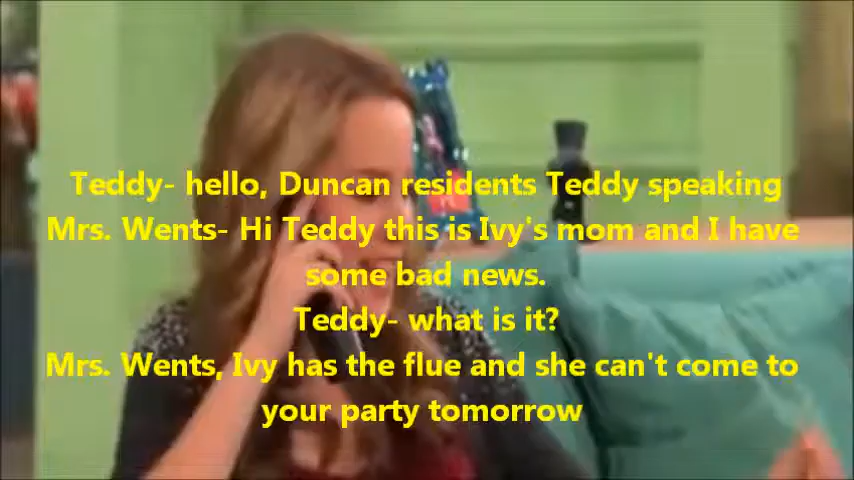 Teddy- hello, Duncan residents Teddy speaking
Mrs. Wents- Hi Teddy this is Ivy's mom and I have
some bad news.
Teddy- what is it?
Mrs. Wents, Ivy has the flue and she can't come to
your party tomorrow